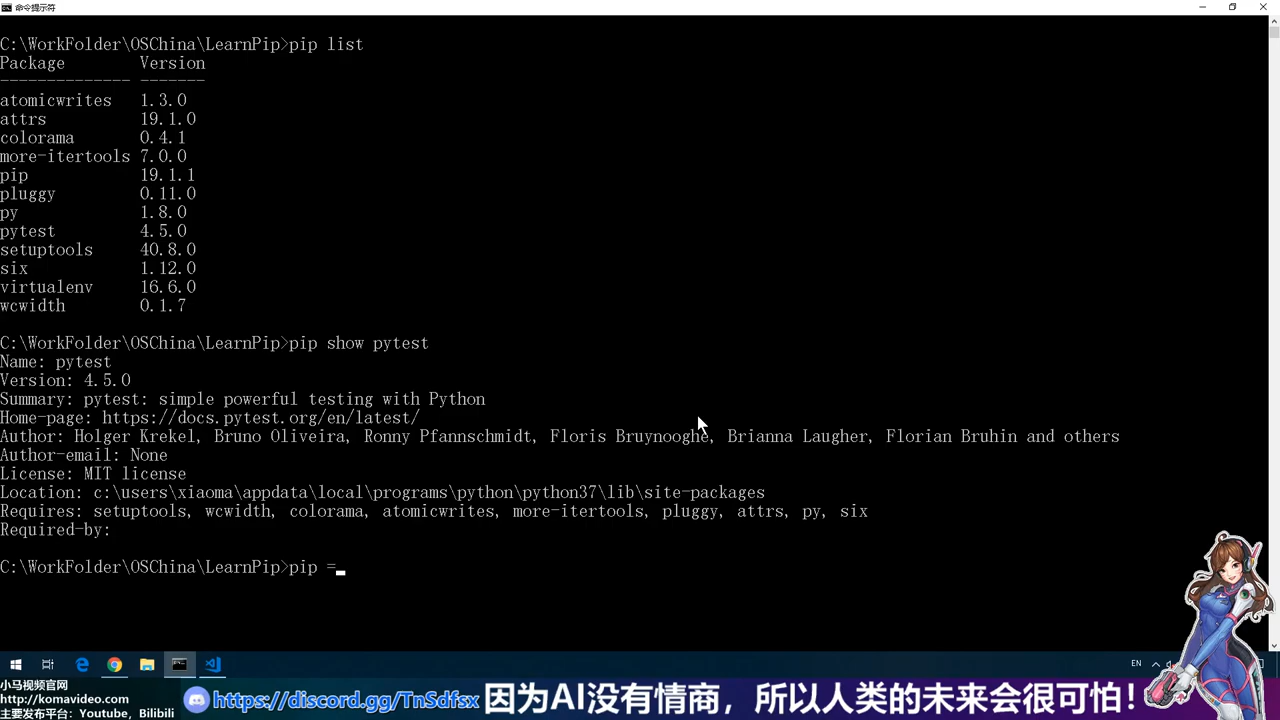 命令提示符
C:\WorkFolder\OSChina\LearnPip>pip list
Package Version
-------------- -------
atomicwrites 1.3.0
attrs 19.1.0
colorama 0.4.1
more-itertools 7.0.0
pip 19.1.1
pluggy 0.11.0
py 1.8.0
pytest 4.5.0
setuptools 40.8.0
six 1.12.0
virtualenv 16.6.0
wcwidth 0.1.7
C:\WorkFolder\OSChina\LearnPip>pip show pytest
Name: pytest
Version: 4.5.0
Summary: pytest: simple powerful testing with Python
Home-page: https://docs.pytest.org/en/latest/
Author: Holger Krekel, Bruno Oliveira, Ronny Pfannschmidt, Floris Bruynooghe, Brianna Laugher, Florian Bruhin and others
Author-email: None
License: MIT license
Location: c:\users\xiaoma\appdata\local\programs\python\python37\lib\site-packages
Requires: setuptools, wcwidth, colorama, atomicwrites, more-itertools, pluggy, attrs, py, six
Required-by:
C:\WorkFolder\OSChina\LearnPip>pip =
EN
小马视频官网
http://komavideo.com
主要发布平台：Youtube，Bilibili
https://discord.gg/TnSdfsx 因为AI没有情商，所以人类的未来会很可怕！